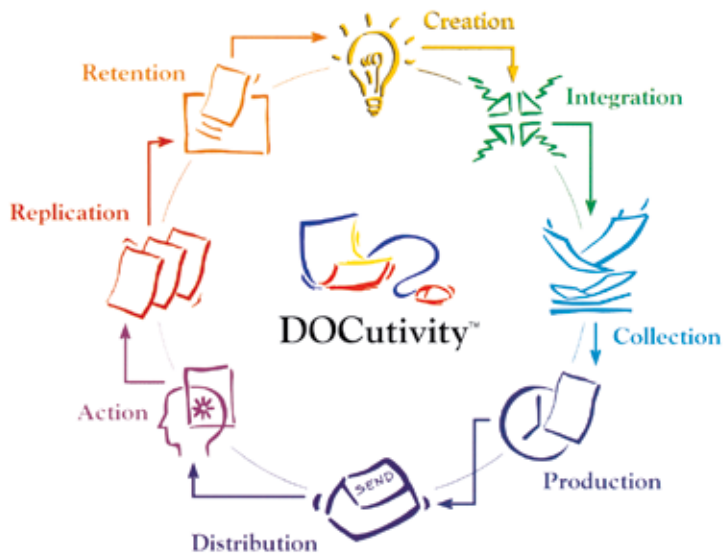 Creation
Retention
Integration
Replication
DOCutivity™
Collection
Action
SEND
Production
Distribution